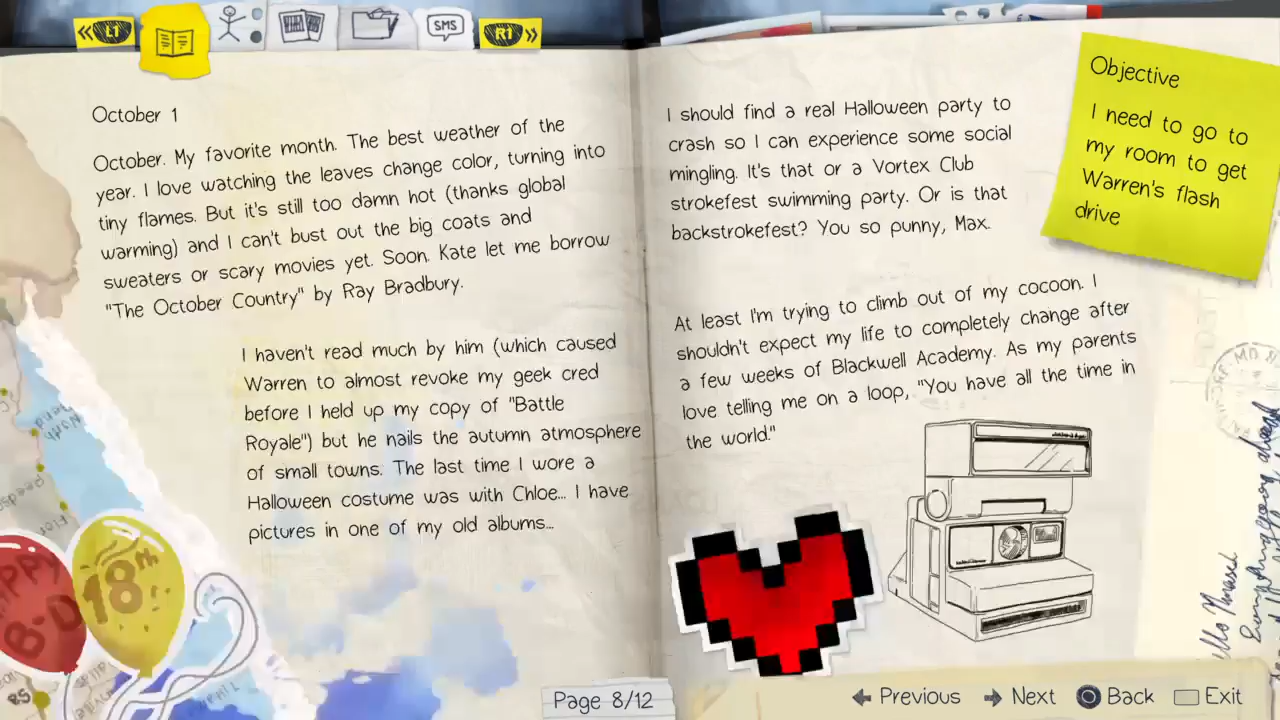 L1
SMS
R1
October 1
October. My favorite month. The best weather of the
year. I love watching the leaves change color, turning into
tiny flames. But it's still too damn hot (thanks global
warming) and I can't bust out the big coats and
sweaters or scary movies yet. Soon. Kate let me borrow
"The October Country" by Ray Bradbury.
I haven't read much by him (which caused
Warren to almost revoke my geek cred
before I held up my copy of "Battle
Royale") but he nails the autumn atmosphere
of small towns. The last time I wore a
Halloween costume was with Chloe... I have
pictures in one of my old albums...
I should find a real Halloween party to
crash so I can experience some social
mingling. It's that or a Vortex Club
strokefest swimming party. Or is that
backstrokefest? You so punny, Max.
At least I'm trying to climb out of my cocoon. I
shouldn't expect my life to completely change after
a few weeks of Blackwell Academy. As my parents
love telling me on a loop, "You have all the time in
the world."
Objective
I need to go to
my room to get
Warren's flash
drive
18th
Page 8/12
Previous
Next
Back
Exit